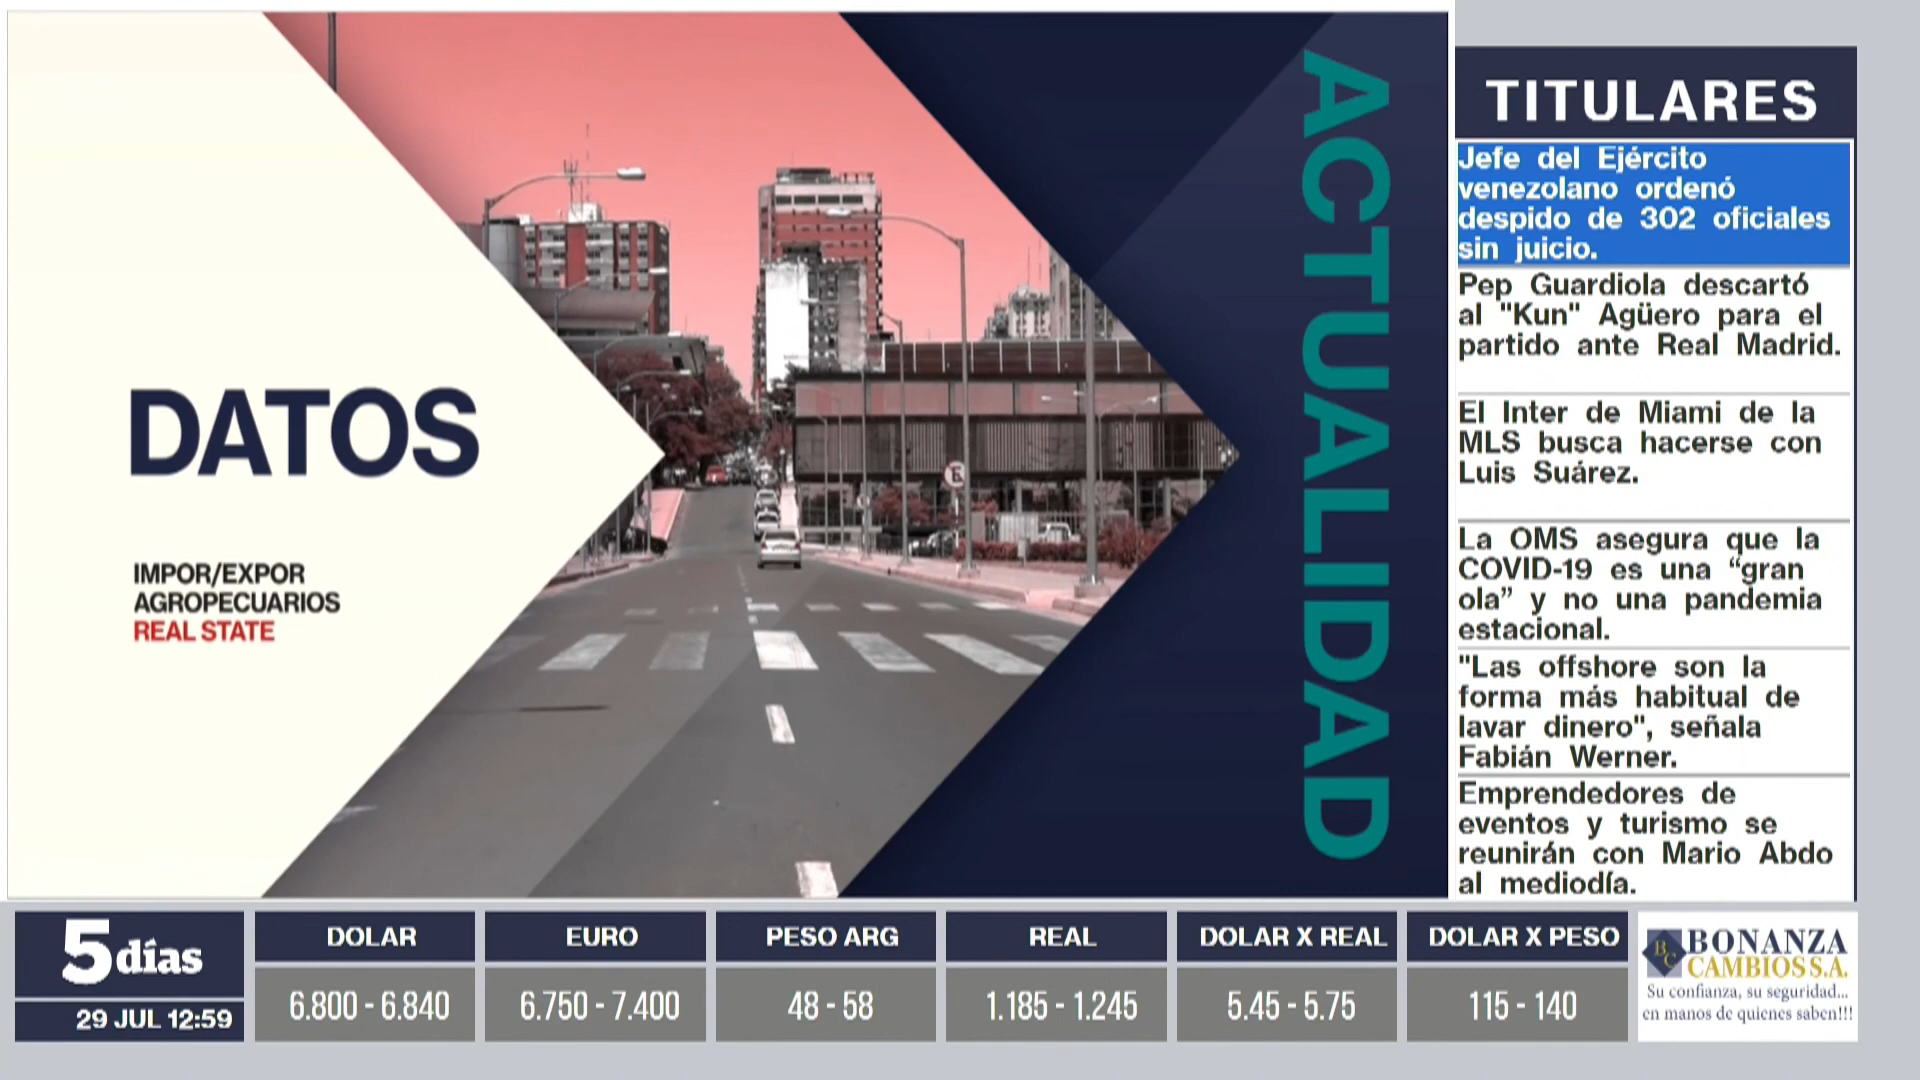 DATOS
IMPOR/EXPOR
AGROPECUARIOS
REAL STATE
ACTUALIDAD
TITULARES
Jefe del Ejército
venezolano ordenó
despido de 302 oficiales
sin juicio.
Pep Guardiola descartó
al "Kun" Agüero para el
partido ante Real Madrid.
El Inter de Miami de la
MLS busca hacerse con
Luis Suárez.
La OMS asegura que la
COVID-19 es una “gran
ola” y no una pandemia
estacional.
"Las offshore son la
forma más habitual de
lavar dinero", señala
Fabián Werner.
Emprendedores de
eventos y turismo se
reunirán con Mario Abdo
al mediodía.
5días
29 JUL 12:59
DOLAR
6.800 - 6.840
EURO
6.750 - 7.400
PESO ARG
48 - 58
REAL
1.185 - 1.245
DOLAR X REAL
5.45 - 5.75
DOLAR X PESO
115 - 140
BC
BONANZA
CAMBIOS S.A.
Su confianza, su seguridad...
en manos de quienes saben!!!